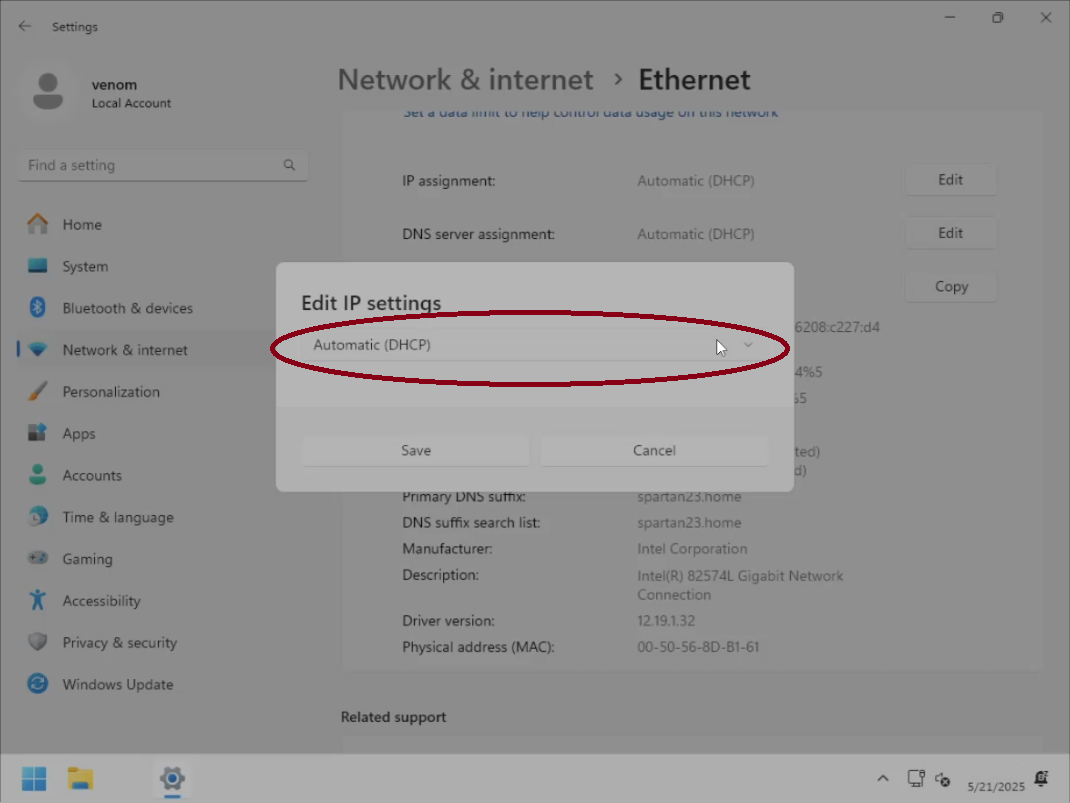 Settings
venom
Local Account
Network & internet › Ethernet
Set a data limit to help control data usage on this network
Find a setting
IP assignment: Automatic (DHCP) Edit
Home
DNS server assignment: Automatic (DHCP) Edit
System
Copy
Bluetooth & devices
Edit IP settings
6208:c227:d4
Network & internet
Automatic (DHCP)
4%5
Personalization
%5
Apps
Save
Cancel
ted)
d)
Accounts
Primary DNS suffix: spartan23.home
Time & language
DNS suffix search list: spartan23.home
Manufacturer: Intel Corporation
Gaming
Description: Intel(R) 82574L Gigabit Network
Connection
Accessibility
Driver version: 12.19.1.32
Privacy & security
Physical address (MAC): 00-50-56-8D-B1-61
Windows Update
Related support
5/21/2025